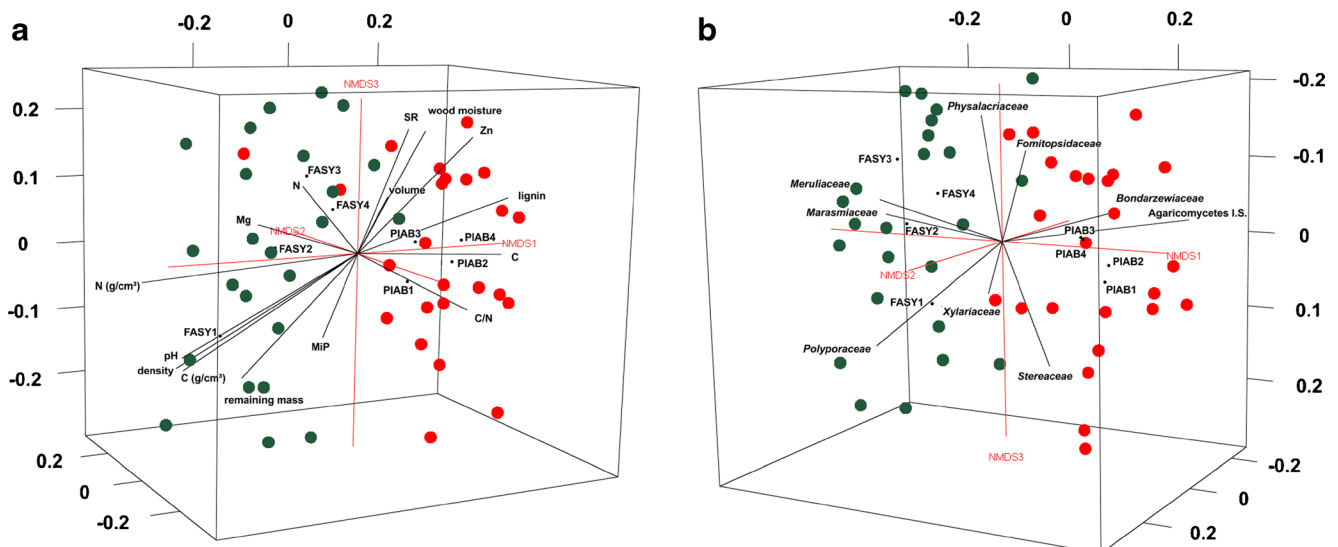 a
-0.2 0 0.2
NMDS3
0.2
0.1
0
-0.1
-0.2
SR
wood moisture
Zn
FASY3
N
volume
lignin
FASY4
Mg
NMDS2
FASY2
PIAB3
PIAB4
NMDS1
C
PIAB2
N (g/cm³)
PIAB1
C/N
FASY1
MiP
pH
density
C (g/cm³)
remaining mass
0.2
0
-0.2
b
-0.2 0 0.2
-0.2
-0.1
0
0.1
0.2
Physalacriaceae
Fomitopsidaceae
FASY3
Meruliaceae
FASY4
Bondarzewiaceae
Marasmiaceae
Agaricomycetes I.S.
FASY2
PIAB3
PIAB4
NMDS1
PIAB2
NMDS2
PIAB1
FASY1
Xylariaceae
Polyporaceae
Stereaceae
NMDS3
-0.2
0
0.2